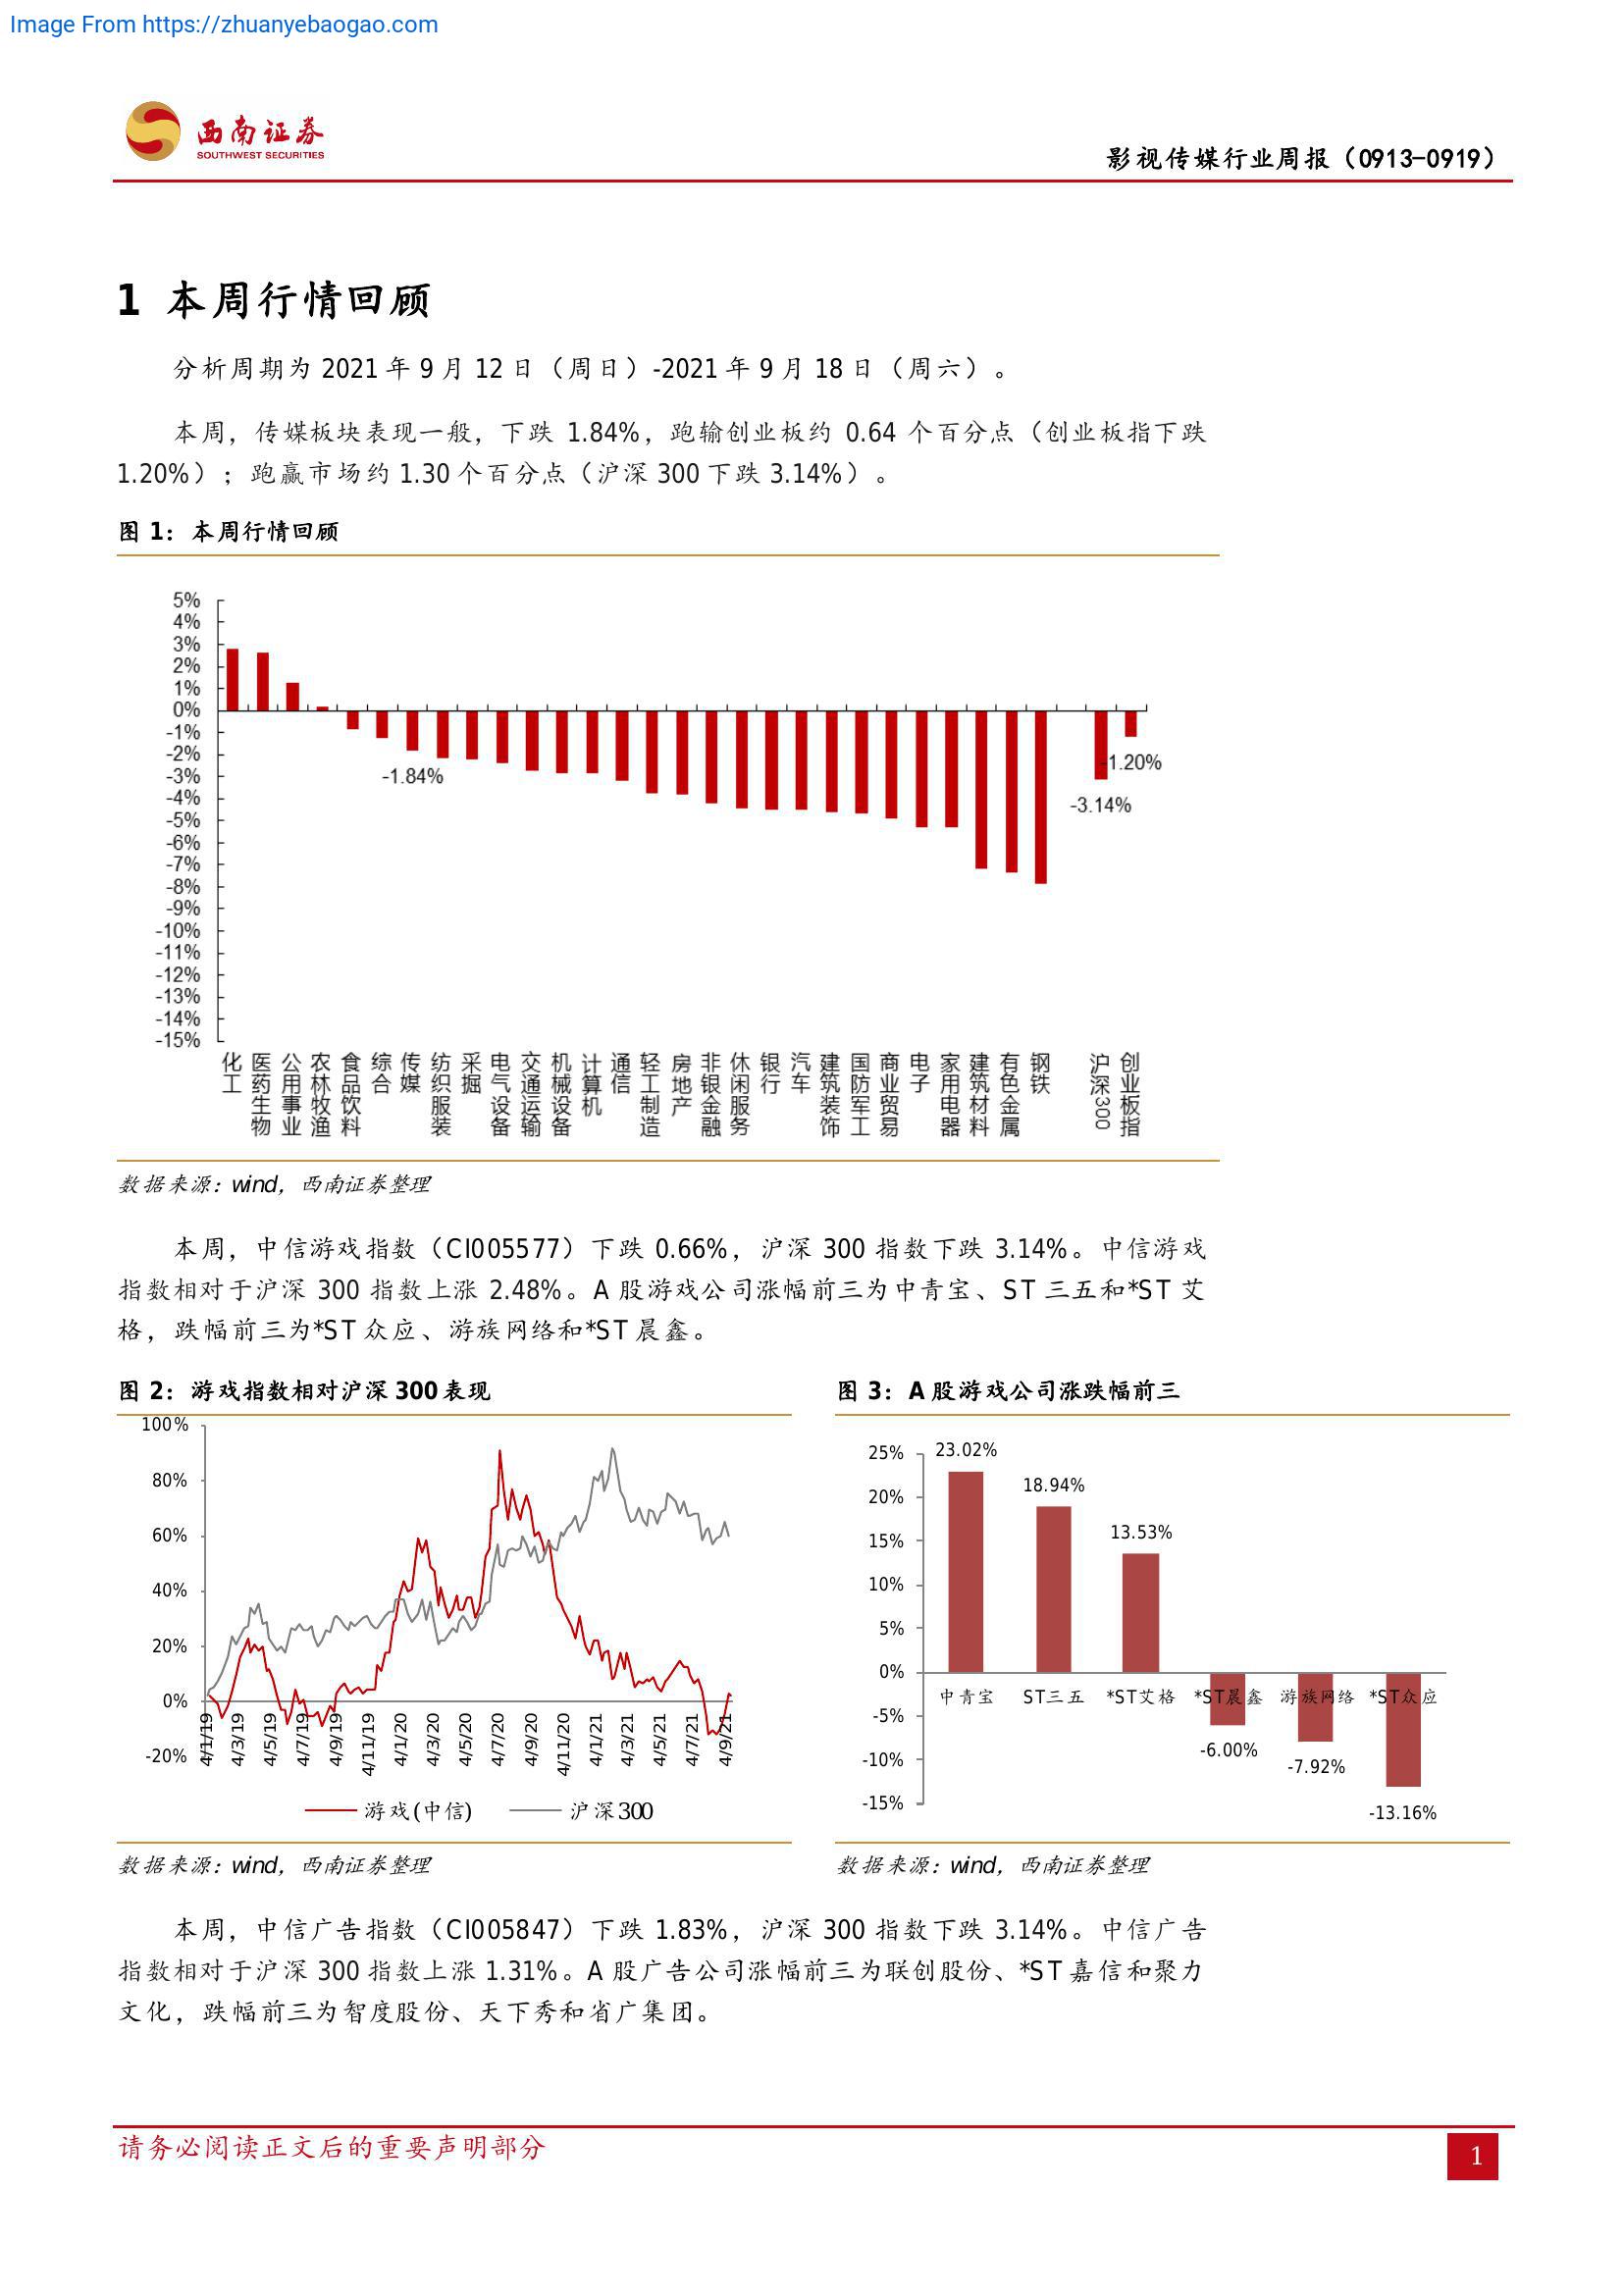 Image From https://zhuanyebaogao.com
西南证券
SOUTHWEST SECURITIES
影视传媒行业周报（0913-0919）
1 本周行情回顾
分析周期为 2021 年 9 月 12 日（周日）-2021 年 9 月 18 日（周六）。
本周，传媒板块表现一般，下跌 1.84%，跑输创业板约 0.64 个百分点（创业板指下跌
1.20%）；跑赢市场约 1.30 个百分点（沪深 300 下跌 3.14%）。
图 1：本周行情回顾
5%
4%
3%
2%
1%
0%
-1%
-2%
-3%
-4%
-5%
-6%
-7%
-8%
-9%
-10%
-11%
-12%
-13%
-14%
-15%
-1.84%
-3.14%
-1.20%
化工
医药生物
公用事业
农林牧渔
食品饮料
综合
传媒
纺织服装
采掘
电气设备
交通运输
机械设备
计算机
通信
轻工制造
房地产
非银金融
休闲服务
银行
汽车
建筑装饰
国防军工
商业贸易
电子
家用电器
建筑材料
有色金属
钢铁
沪深300
创业板指
数据来源：wind，西南证券整理
本周，中信游戏指数（CI005577）下跌 0.66%，沪深 300 指数下跌 3.14%。中信游戏
指数相对于沪深 300 指数上涨 2.48%。A 股游戏公司涨幅前三为中青宝、ST 三五和*ST 艾
格，跌幅前三为*ST 众应、游族网络和*ST 晨鑫。
图 2：游戏指数相对沪深 300 表现
100%
80%
60%
40%
20%
0%
-20%
4/1/19
4/3/19
4/5/19
4/7/19
4/9/19
4/11/19
4/1/20
4/3/20
4/5/20
4/7/20
4/9/20
4/11/20
4/1/21
4/3/21
4/5/21
4/7/21
4/9/21
游戏(中信)
沪深300
数据来源：wind，西南证券整理
图 3：A 股游戏公司涨跌幅前三
25%
20%
15%
10%
5%
0%
-5%
-10%
-15%
23.02%
18.94%
13.53%
中青宝
ST三五
*ST艾格
*ST晨鑫
游族网络
*ST众应
-6.00%
-7.92%
-13.16%
数据来源：wind，西南证券整理
本周，中信广告指数（CI005847）下跌 1.83%，沪深 300 指数下跌 3.14%。中信广告
指数相对于沪深 300 指数上涨 1.31%。A 股广告公司涨幅前三为联创股份、*ST 嘉信和聚力
文化，跌幅前三为智度股份、天下秀和省广集团。
请务必阅读正文后的重要声明部分
1